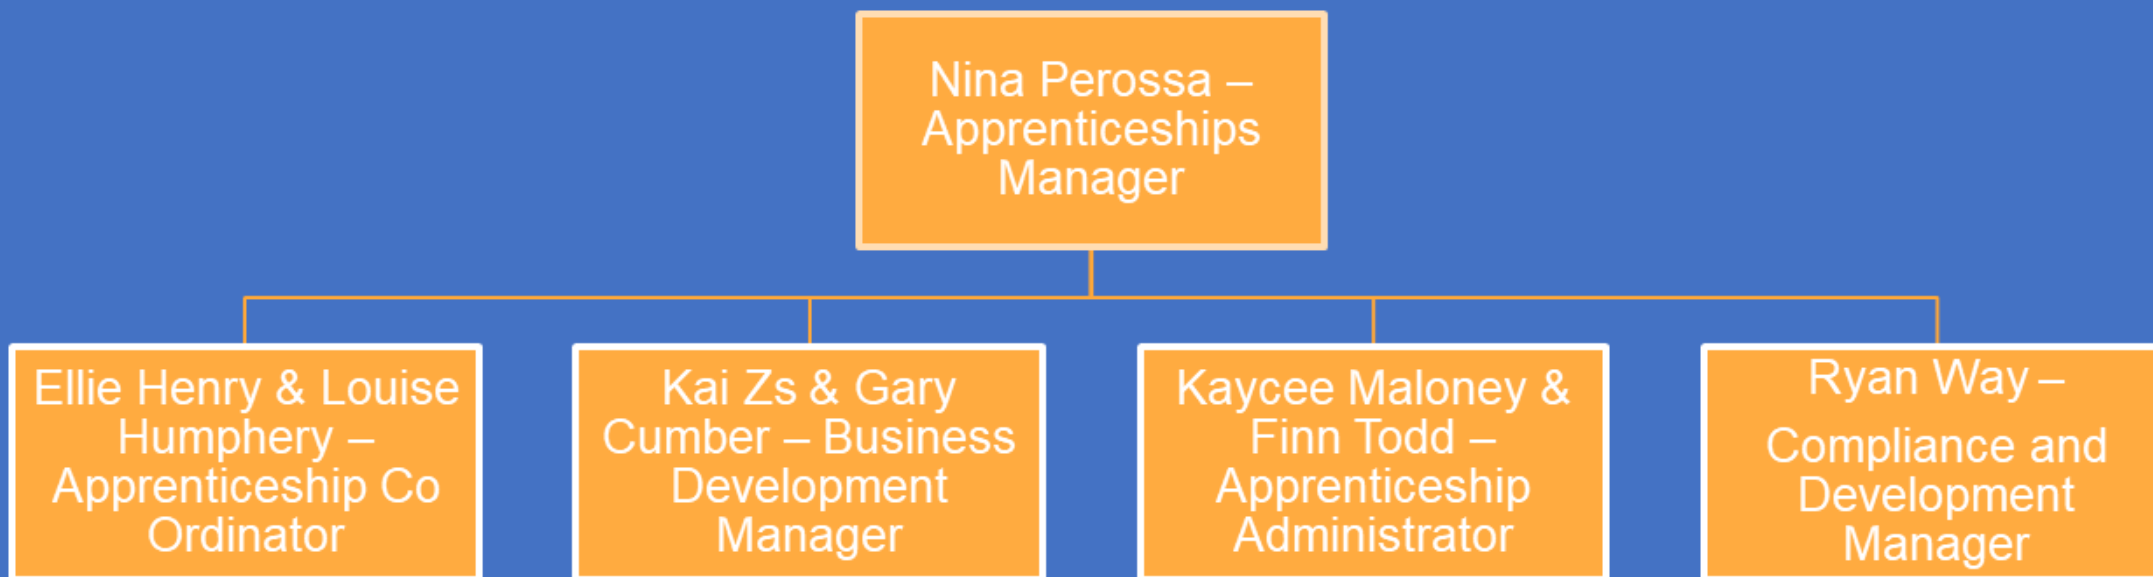 Nina Perossa –
Apprenticeships
Manager
Ellie Henry & Louise
Humphery –
Apprenticeship Co
Ordinator
Kai Zs & Gary
Cumber – Business
Development
Manager
Kaycee Maloney &
Finn Todd –
Apprenticeship
Administrator
Ryan Way –
Compliance and
Development
Manager